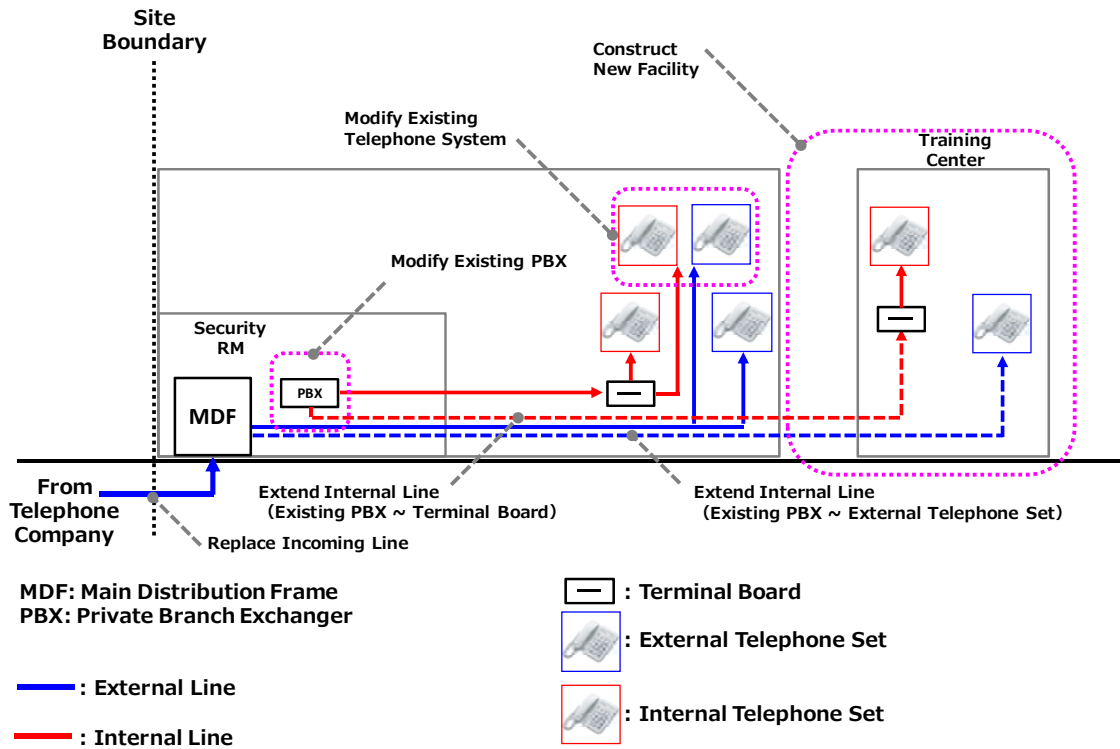 Site
Boundary
Construct
New Facility
Modify Existing
Telephone System
Training
Center
Modify Existing PBX
Security
RM
PBX
MDF
From
Telephone
Company
Extend Internal Line
(Existing PBX ~ Terminal Board)
Extend Internal Line
(Existing PBX ~ External Telephone Set)
Replace Incoming Line
MDF: Main Distribution Frame
PBX: Private Branch Exchanger
: External Line
: Internal Line
: Terminal Board
: External Telephone Set
: Internal Telephone Set